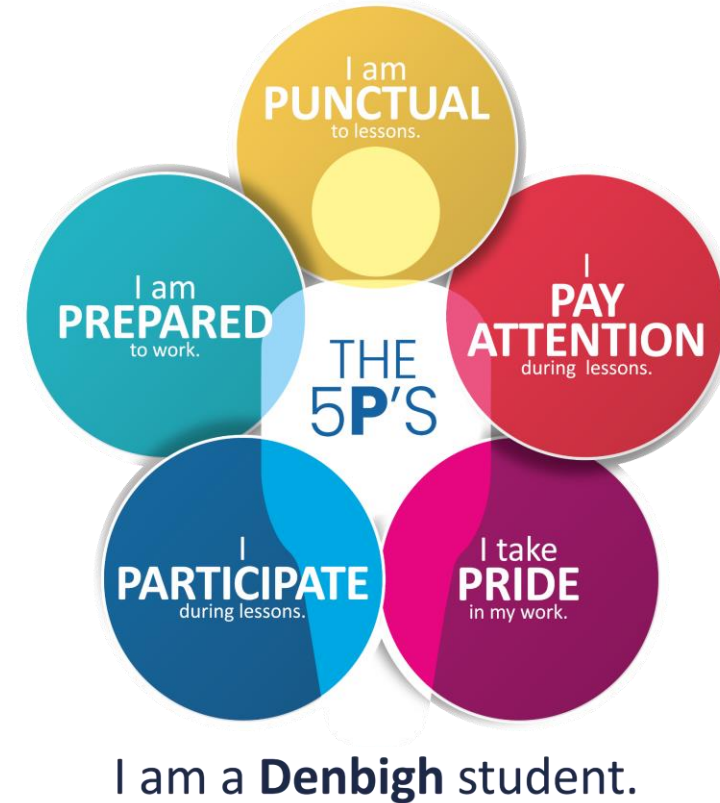 I am
PUNCTUAL
to lessons.
I
PAY
ATTENTION
during lessons.
I am
PREPARED
to work.
THE
5P'S
I
PARTICIPATE
during lessons.
I take
PRIDE
in my work.
I am a Denbigh student.